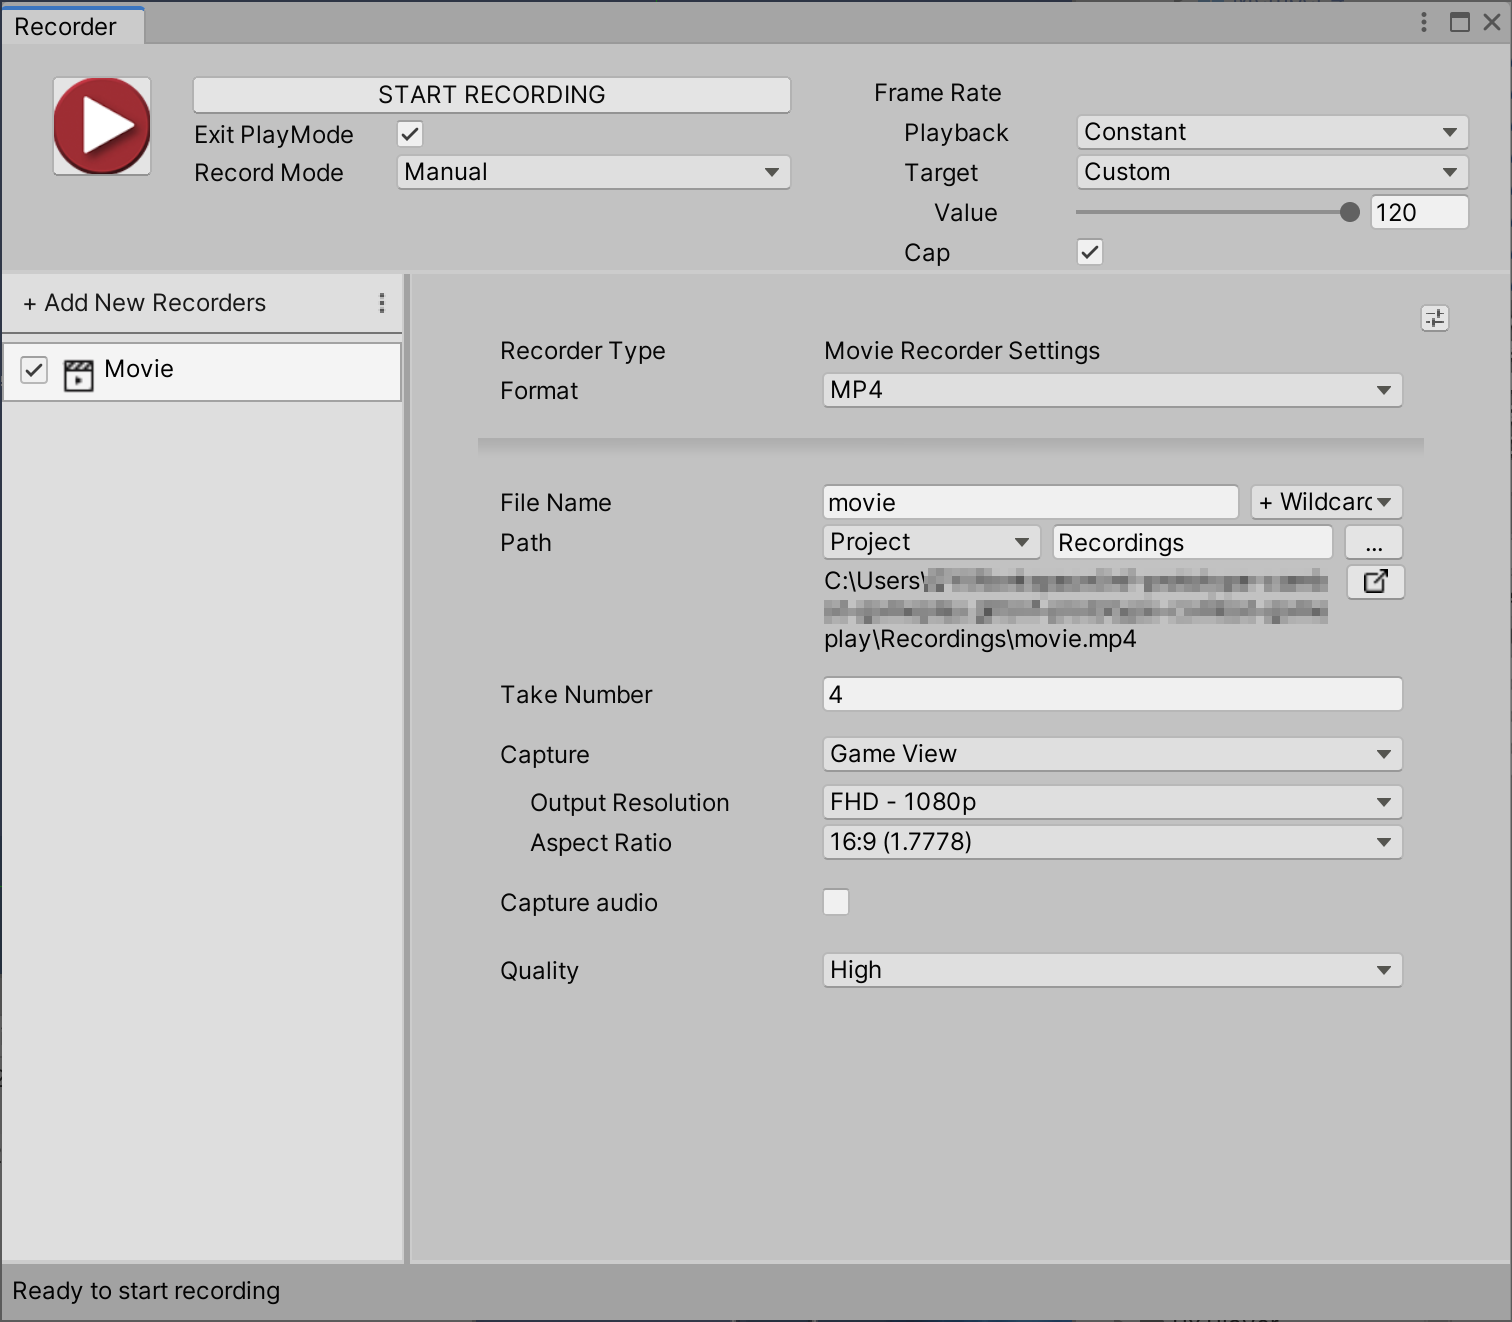 Recorder
START RECORDING
Exit PlayMode
Record Mode
Manual
Frame Rate
Playback
Constant
Target
Custom
Value
120
Cap
+ Add New Recorders
Movie
Recorder Type
Movie Recorder Settings
Format
MP4
File Name
movie
+ Wildcar
Path
Project
Recordings
...
C:\Users\
play\Recordings\movie.mp4
Take Number
4
Capture
Game View
Output Resolution
FHD - 1080p
Aspect Ratio
16:9 (1.7778)
Capture audio
Quality
High
Ready to start recording